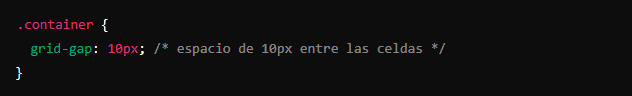 .container {
  grid-gap: 10px; /* espacio de 10px entre las celdas */
}